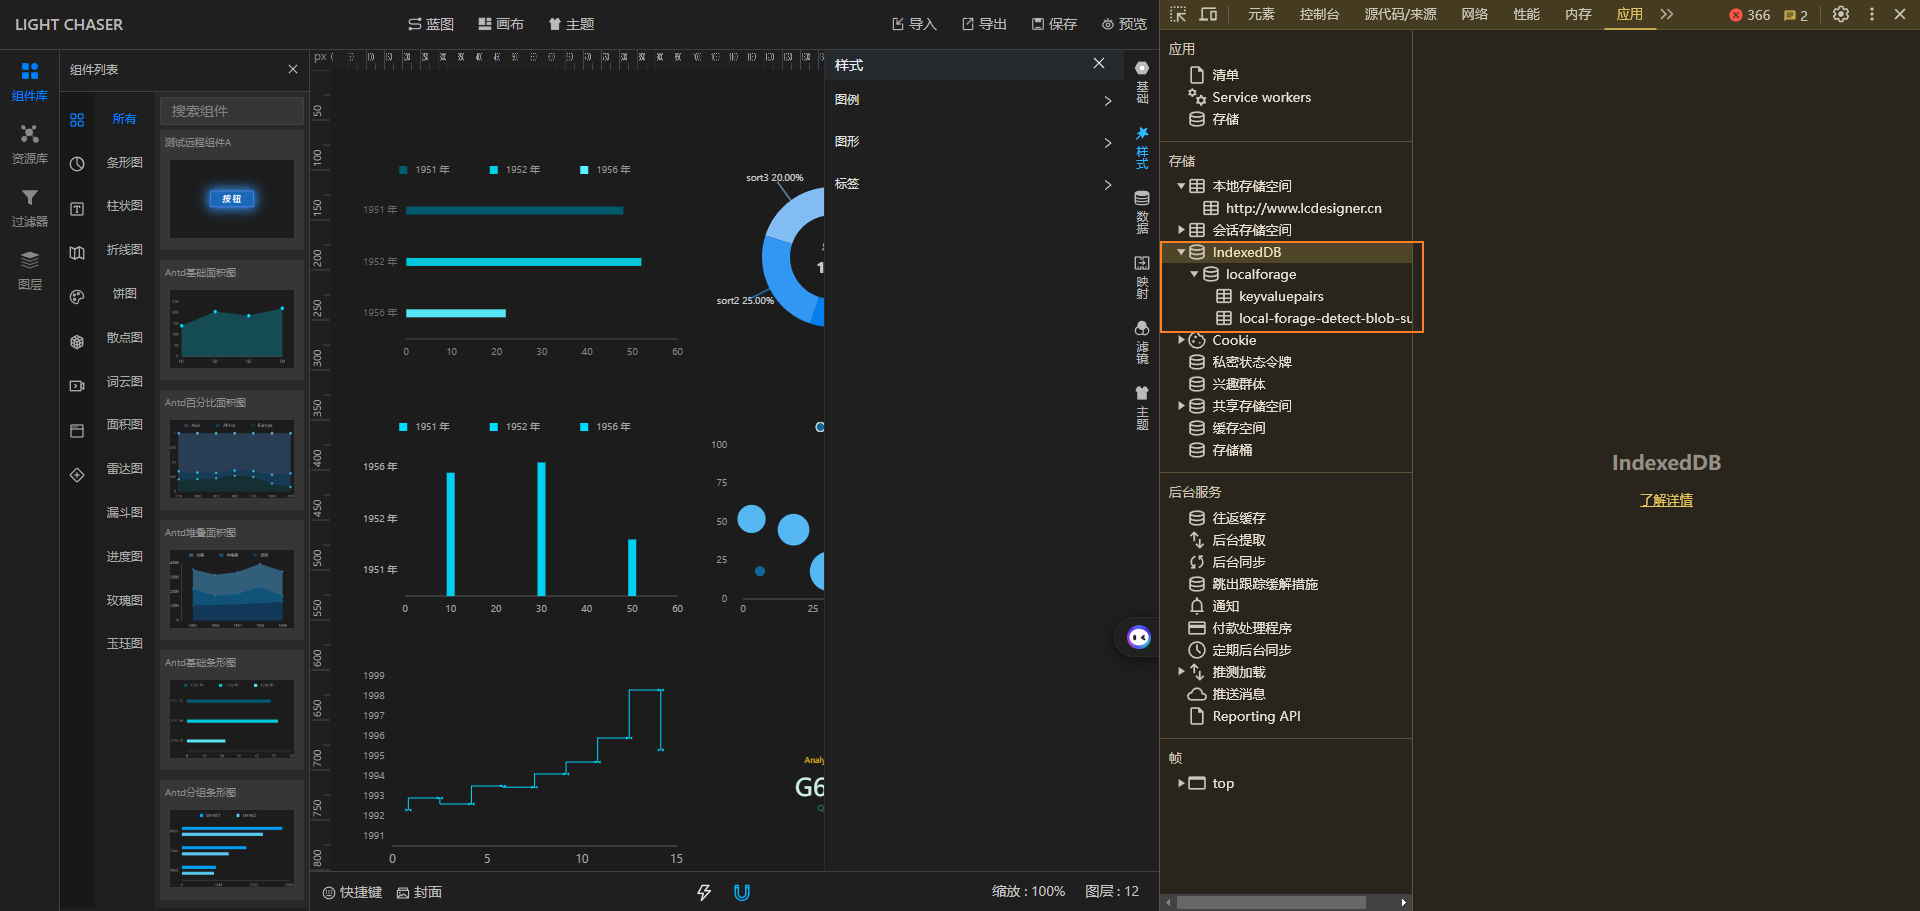 LIGHT CHASER
蓝图
画布
主题
导入
导出
保存
预览
组件库
资源库
过滤器
图层
组件列表
所有
条形图
柱状图
折线图
饼图
散点图
词云图
面积图
雷达图
漏斗图
进度图
玫瑰图
玉珏图
搜索组件
测试远程组件A
按钮
Antd基础面积图
Antd百分比面积图
Antd堆叠面积图
Antd基础条形图
Antd分组条形图
px
50
100
150
200
250
300
350
400
450
500
550
600
650
700
750
800
1951 年 1952 年 1956 年
1951 年
1952 年
1956 年
0 10 20 30 40 50 60
sort3 20.00%
sort2 25.00%
1951 年 1952 年 1956 年
1956 年
1952 年
1951 年
0 10 20 30 40 50 60
100
75
50
25
0
0 25
1999
1998
1997
1996
1995
1994
1993
1992
1991
0 5 10 15
Analy
G6
快捷键
封面
缩放 : 100%
图层 : 12
样式
图例
图形
标签
基础
样式
数据
映射
滤镜
主题
元素
控制台
源代码/来源
网络
性能
内存
应用
366
2
应用
清单
Service workers
存储
存储
本地存储空间
http://www.lcdesigner.cn
会话存储空间
IndexedDB
localforage
keyvaluepairs
local-forage-detect-blob-su
Cookie
私密状态令牌
兴趣群体
共享存储空间
缓存空间
存储桶
后台服务
往返缓存
后台提取
后台同步
跳出跟踪缓解措施
通知
付款处理程序
定期后台同步
推测加载
推送消息
Reporting API
帧
top
IndexedDB
了解详情